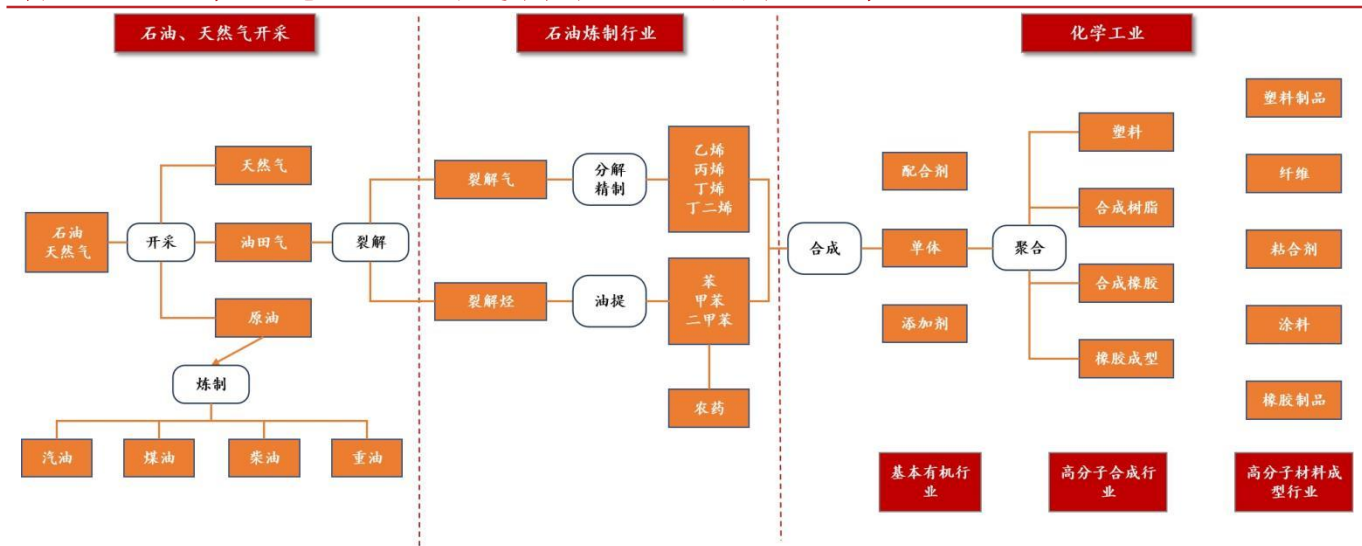 石油、天然气开采
石油炼制行业
化学工业
石油
天然气
开采
天然气
油田气
原油
炼制
汽油
煤油
柴油
重油
裂解
裂解气
裂解烃
分解
精制
油提
乙烯
丙烯
丁烯
丁二烯
苯
甲苯
二甲苯
农药
合成
配合剂
单体
添加剂
聚合
塑料
合成树脂
合成橡胶
橡胶成型
塑料制品
纤维
粘合剂
涂料
橡胶制品
基本有机行
业
高分子合成行
业
高分子材料成
型行业